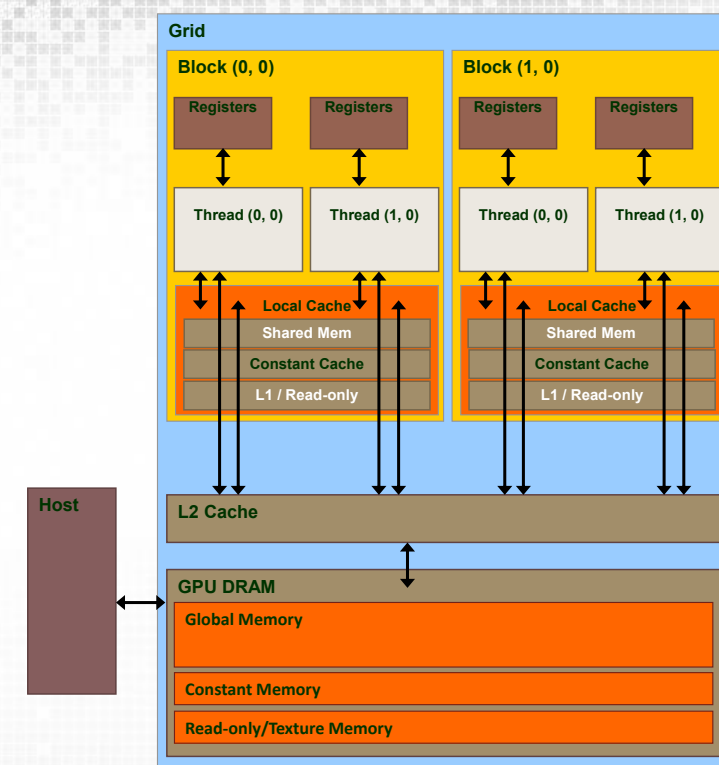 Grid
Block (0, 0)
Block (1, 0)
Registers
Registers
Registers
Registers
Thread (0, 0)
Thread (1, 0)
Thread (0, 0)
Thread (1, 0)
Local Cache
Shared Mem
Constant Cache
L1 / Read-only
Local Cache
Shared Mem
Constant Cache
L1 / Read-only
Host
L2 Cache
GPU DRAM
Global Memory
Constant Memory
Read-only/Texture Memory